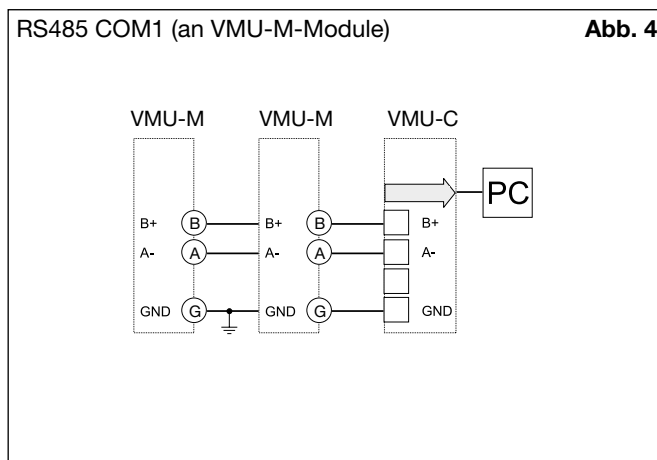 RS485 COM1 (an VMU-M-Module) Abb. 4
VMU-M VMU-M VMU-C
PC
B+ B B+ B B+
A- A A- A A-
GND G GND G GND